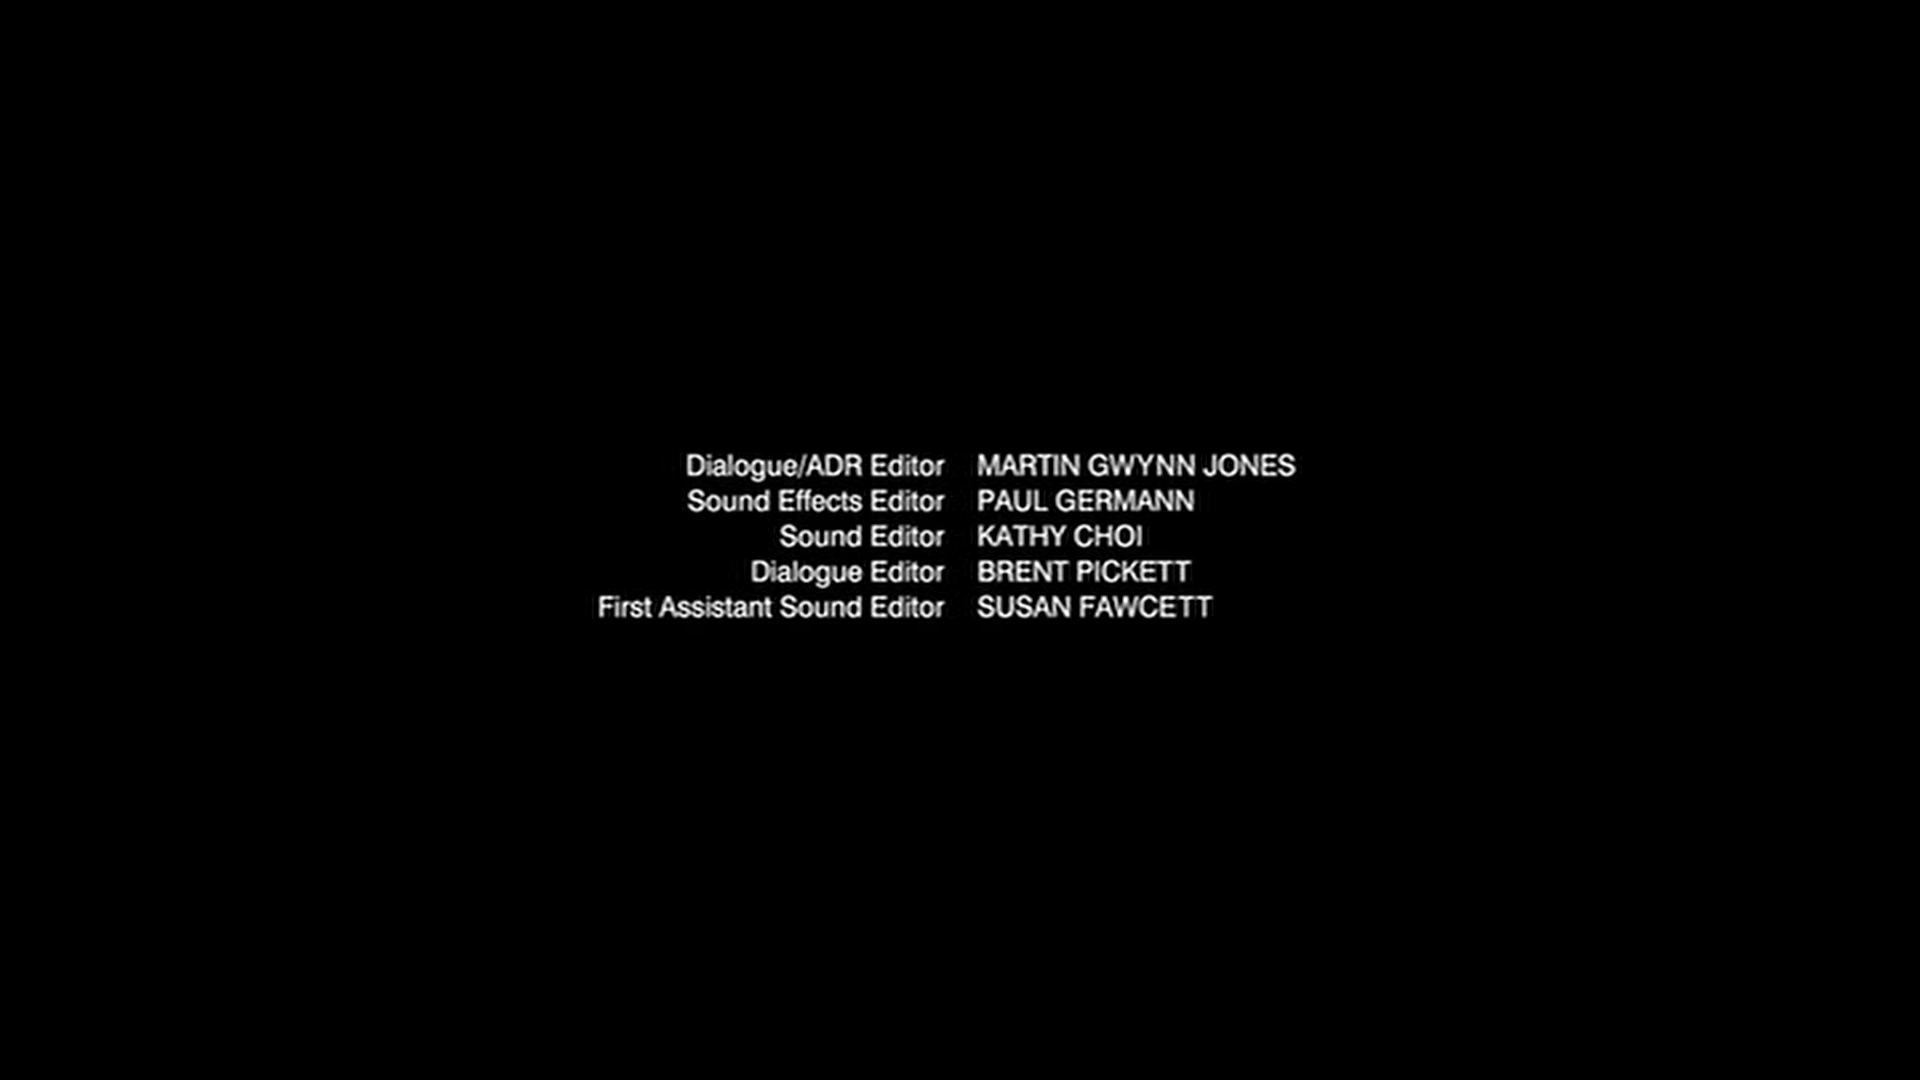 Dialogue/ADR Editor MARTIN GWYNN JONES
Sound Effects Editor PAUL GERMANN
Sound Editor KATHY CHOI
Dialogue Editor BRENT PICKETT
First Assistant Sound Editor SUSAN FAWCETT